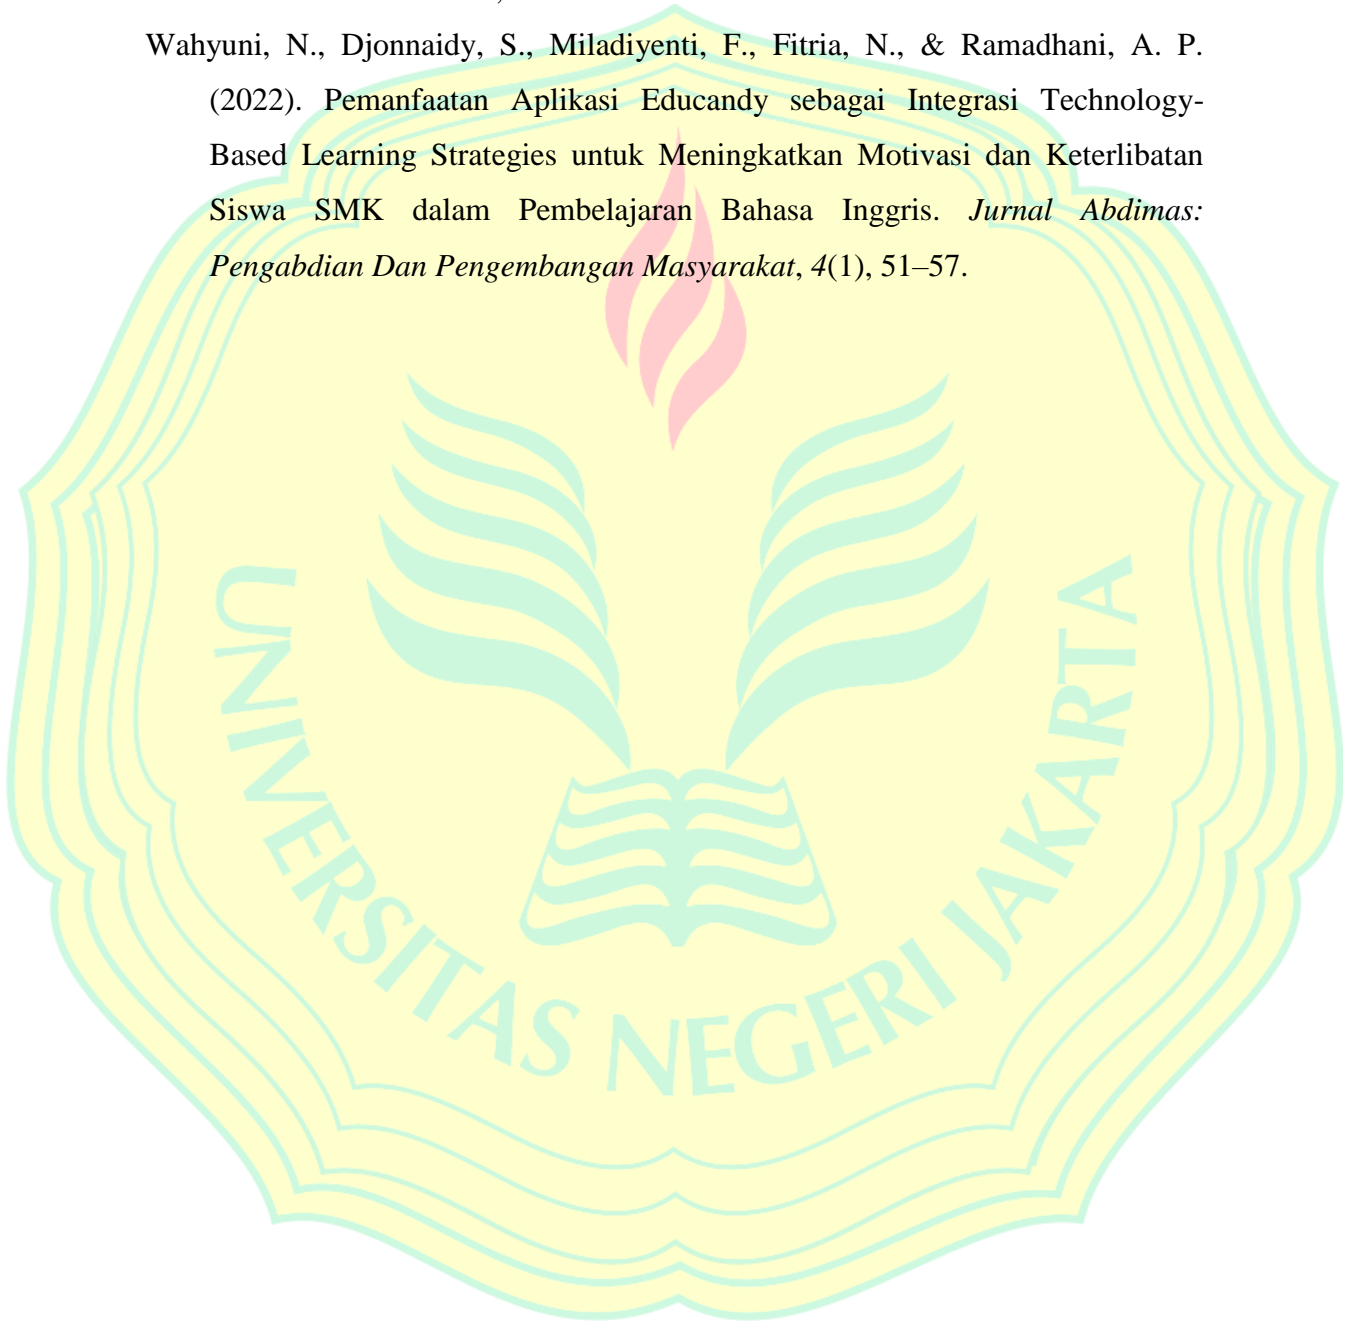 Wahyuni, N., Djonnaidy, S., Miladiyenti, F., Fitria, N., & Ramadhani, A. P.
(2022). Pemanfaatan Aplikasi Educandy sebagai Integrasi Technology-
Based Learning Strategies untuk Meningkatkan Motivasi dan Keterlibatan
Siswa SMK dalam Pembelajaran Bahasa Inggris. Jurnal Abdimas:
Pengabdian Dan Pengembangan Masyarakat, 4(1), 51–57.
UNIVERSITAS NEGERI JAKARTA